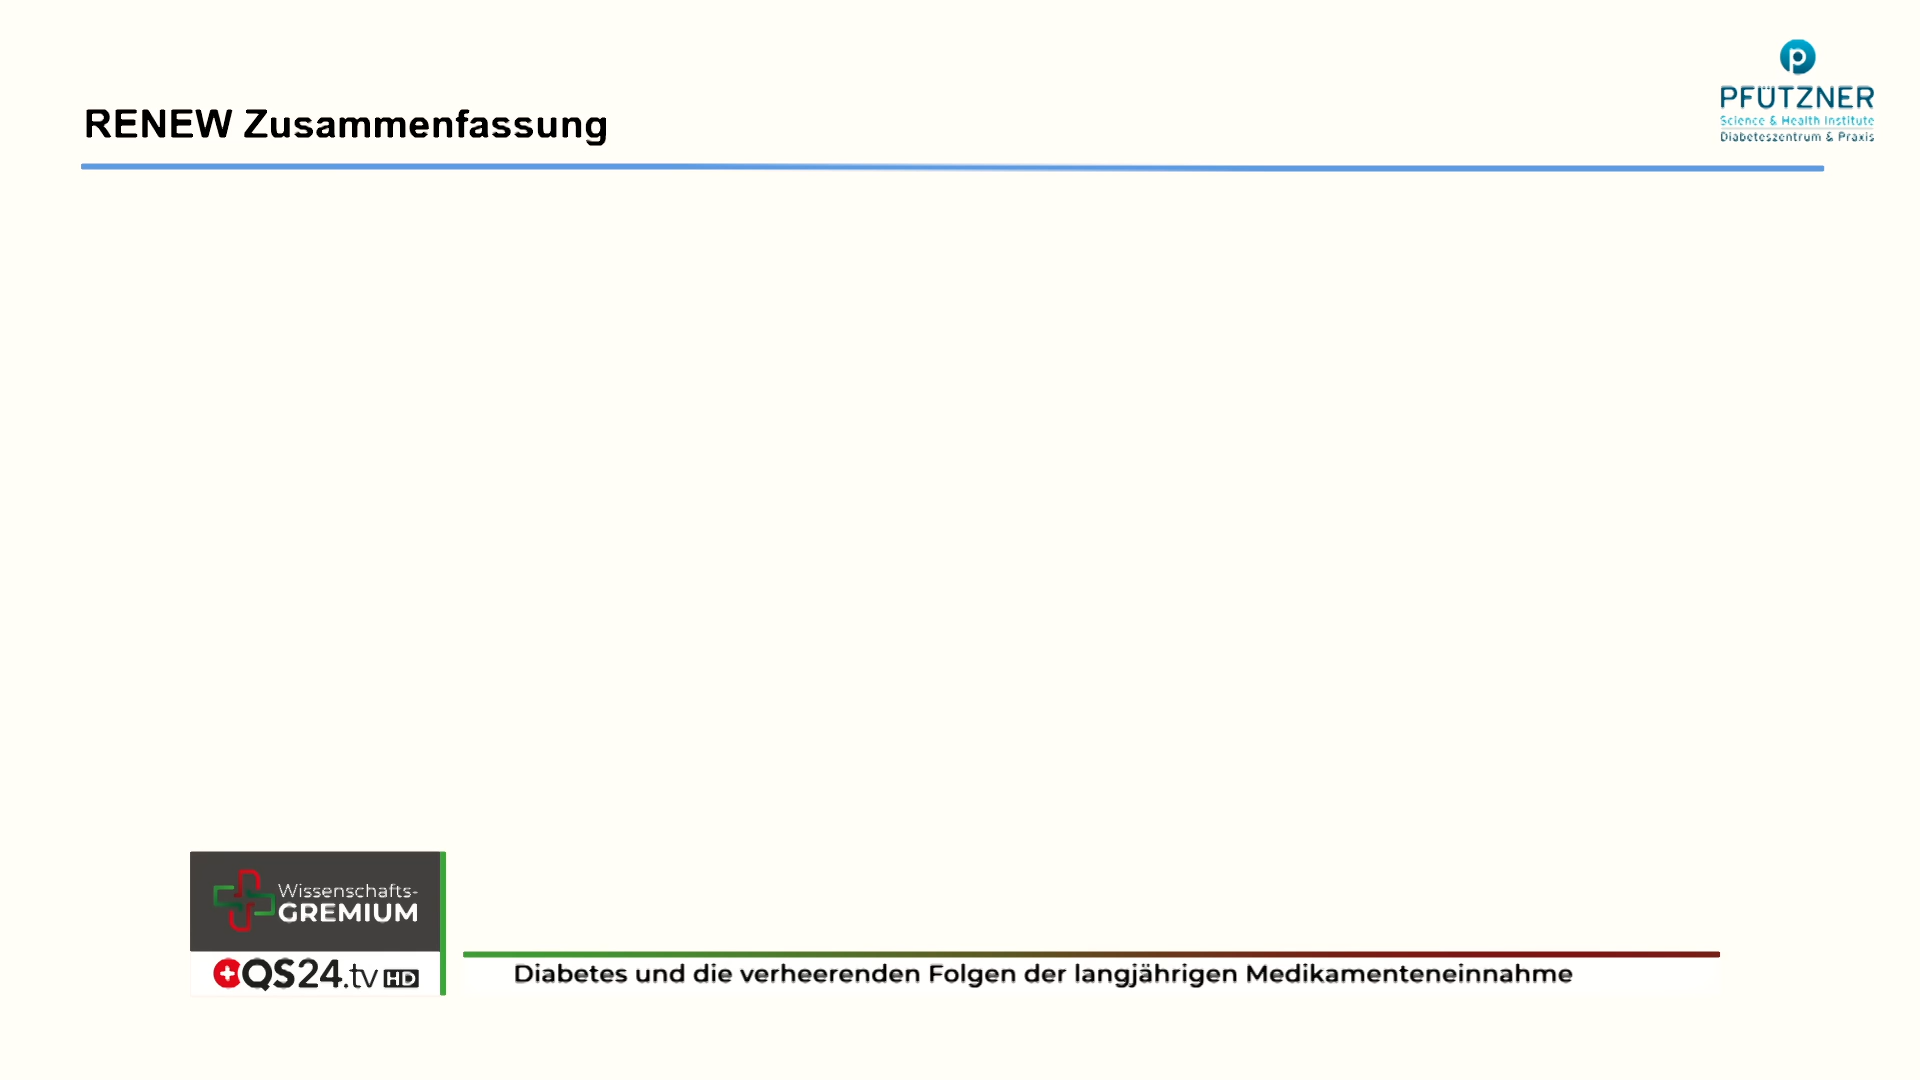 RENEW Zusammenfassung
p
PFÜTZNER
Science & Health Institute
Diabeteszentrum & Praxis
Wissenschafts-
GREMIUM
QS24.tv HD
Diabetes und die verheerenden Folgen der langjährigen Medikamenteneinnahme